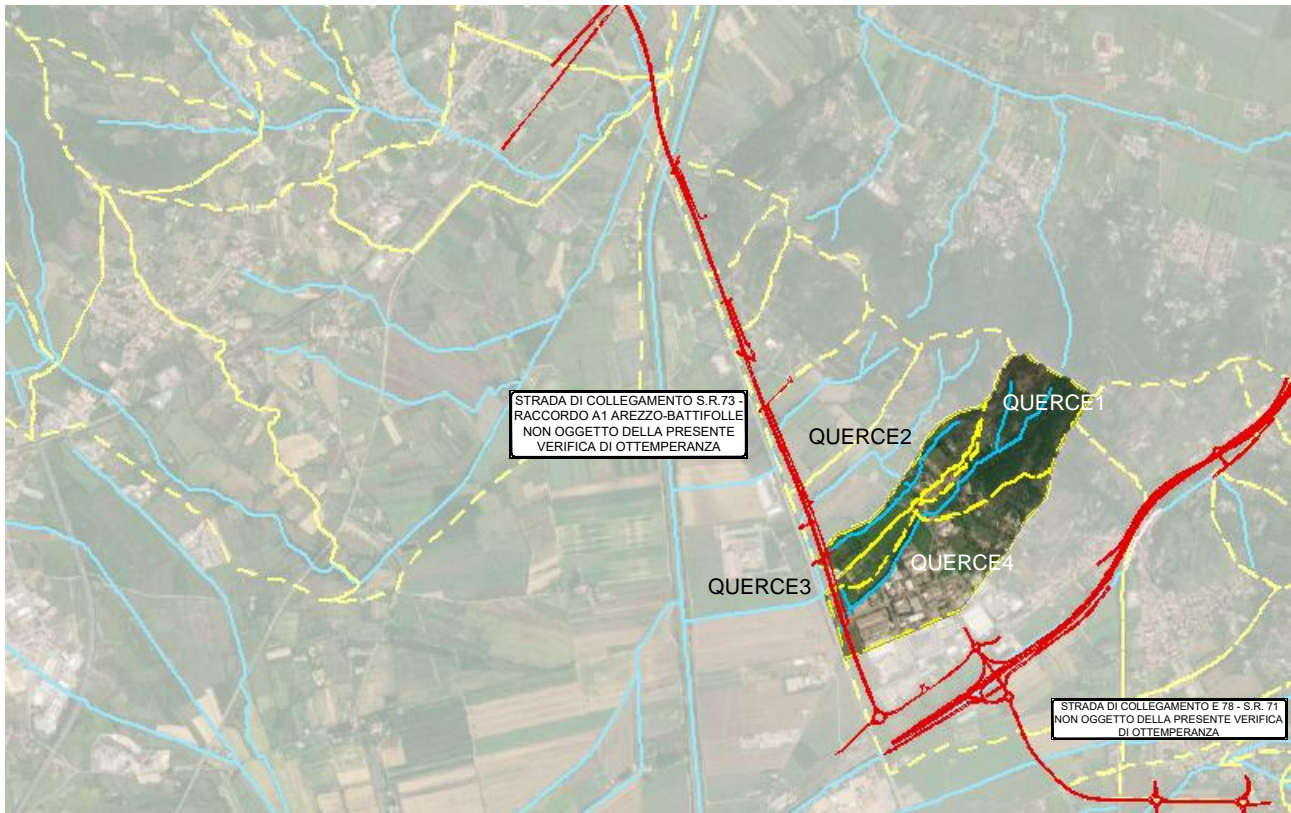 STRADA DI COLLEGAMENTO S.R.73 -
RACCORDO A1 AREZZO-BATTIFOLLE
NON OGGETTO DELLA PRESENTE
VERIFICA DI OTTEMPERANZA
QUERCE1
QUERCE2
QUERCE4
QUERCE3
STRADA DI COLLEGAMENTO E 78 - S.R. 71
NON OGGETTO DELLA PRESENTE VERIFICA
DI OTTEMPERANZA